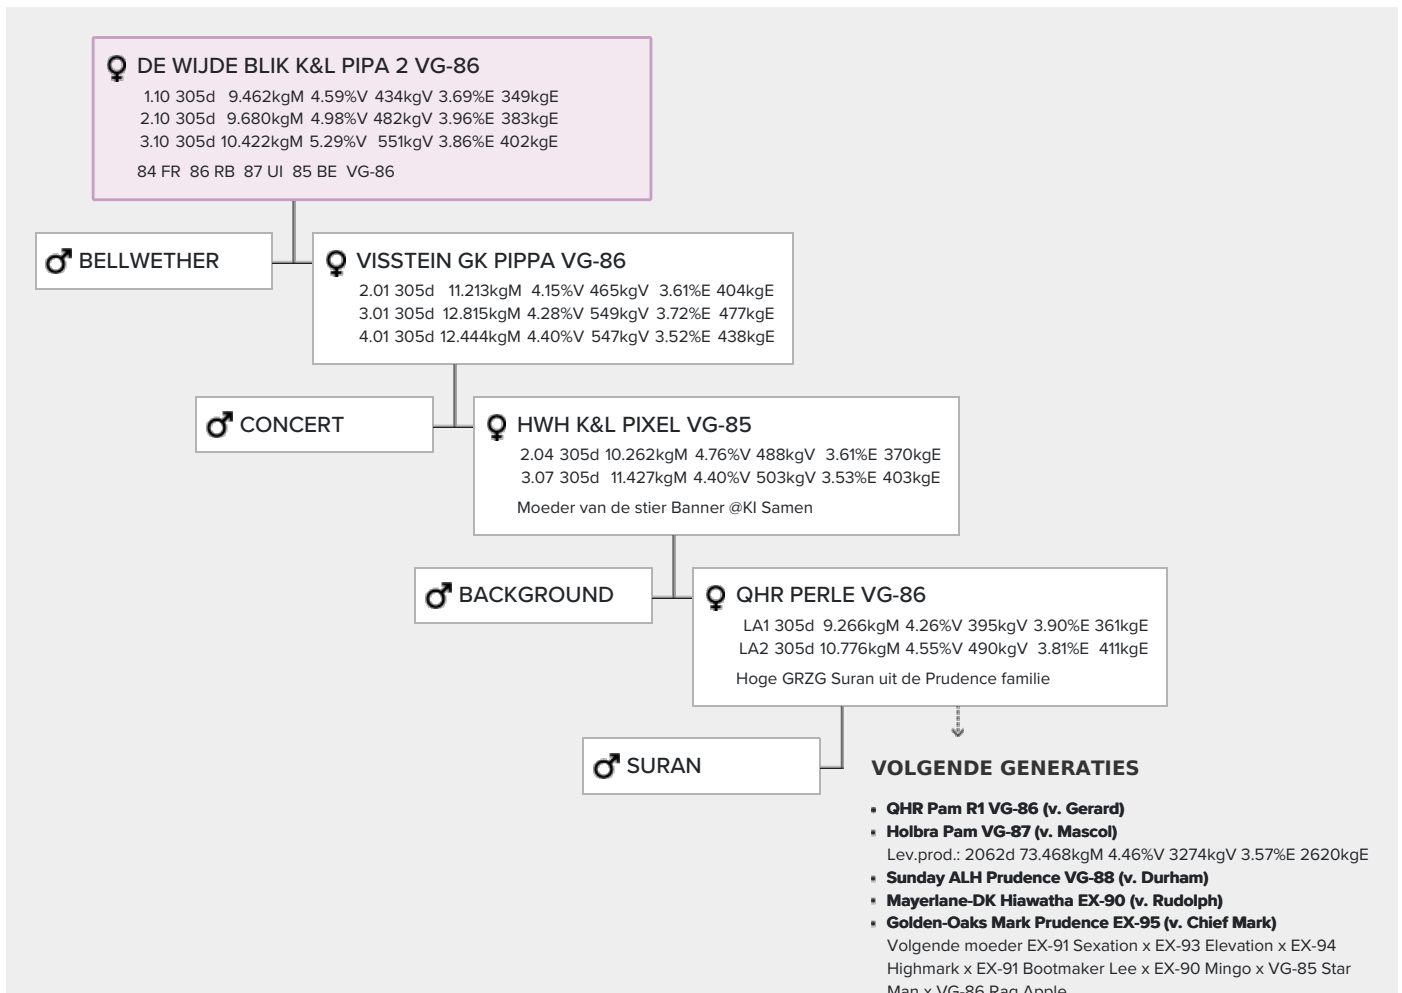 DE WIJDE BLIK K&L PIPA 2 VG-86
1.10 305d 9.462kgM 4.59%V 434kgV 3.69%E 349kgE
2.10 305d 9.680kgM 4.98%V 482kgV 3.96%E 383kgE
3.10 305d 10.422kgM 5.29%V 551kgV 3.86%E 402kgE
84 FR 86 RB 87 UI 85 BE VG-86
BELLWETHER
VISSTEIN GK PIPPA VG-86
2.01 305d 11.213kgM 4.15%V 465kgV 3.61%E 404kgE
3.01 305d 12.815kgM 4.28%V 549kgV 3.72%E 477kgE
4.01 305d 12.444kgM 4.40%V 547kgV 3.52%E 438kgE
CONCERT
HWH K&L PIXEL VG-85
2.04 305d 10.262kgM 4.76%V 488kgV 3.61%E 370kgE
3.07 305d 11.427kgM 4.40%V 503kgV 3.53%E 403kgE
Moeder van de stier Banner @KI Samen
BACKGROUND
QHR PERLE VG-86
LA1 305d 9.266kgM 4.26%V 395kgV 3.90%E 361kgE
LA2 305d 10.776kgM 4.55%V 490kgV 3.81%E 411kgE
Hoge GRZG Suran uit de Prudence familie
SURAN
VOLGENDE GENERATIES
▪ QHR Pam R1 VG-86 (v. Gerard)
▪ Holbra Pam VG-87 (v. Mascol)
Lev.prod.: 2062d 73.468kgM 4.46%V 3274kgV 3.57%E 2620kgE
▪ Sunday ALH Prudence VG-88 (v. Durham)
▪ Mayerlane-DK Hiawatha EX-90 (v. Rudolph)
▪ Golden-Oaks Mark Prudence EX-95 (v. Chief Mark)
Volgende moeder EX-91 Sexation x EX-93 Elevation x EX-94
Highmark x EX-91 Bootmaker Lee x EX-90 Mingo x VG-85 Star
Man x VG-86 Rag Apple